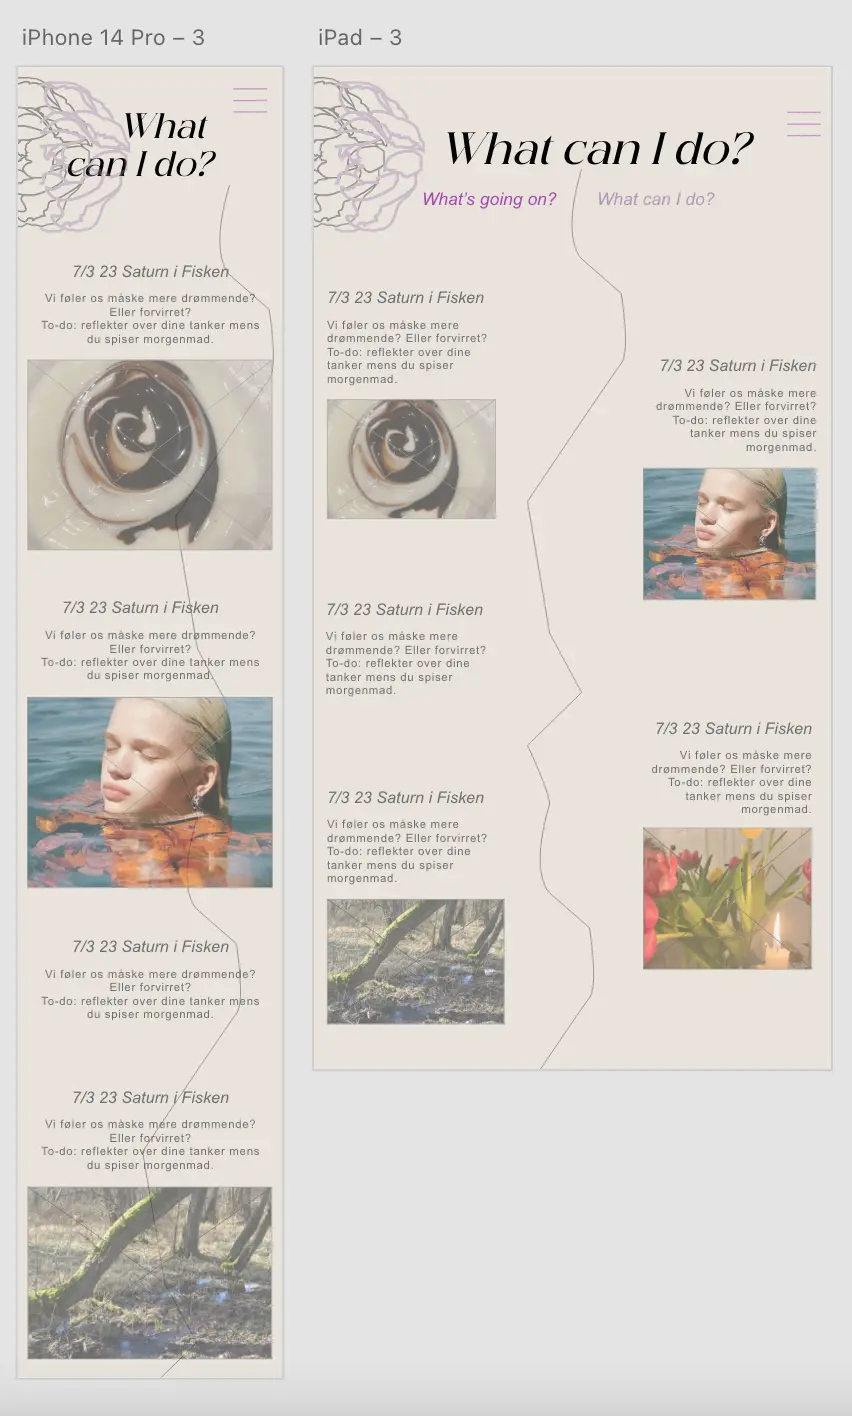 iPhone 14 Pro – 3
What
can I do?
7/3 23 Saturn i Fisken
Vi føler os måske mere drømmende?
Eller forvirret?
To-do: reflekter over dine tanker mens
du spiser morgenmad.
7/3 23 Saturn i Fisken
Vi føler os måske mere drømmende?
Eller forvirret?
To-do: reflekter over dine tanker mens
du spiser morgenmad.
7/3 23 Saturn i Fisken
Vi føler os måske mere drømmende?
Eller forvirret?
To-do: reflekter over dine tanker mens
du spiser morgenmad.
7/3 23 Saturn i Fisken
Vi føler os måske mere drømmende?
Eller forvirret?
To-do: reflekter over dine tanker mens
du spiser morgenmad.
iPad – 3
What can I do?
What's going on?
What can I do?
7/3 23 Saturn i Fisken
Vi føler os måske mere
drømmende? Eller forvirret?
To-do: reflekter over dine
tanker mens du spiser
morgenmad.
7/3 23 Saturn i Fisken
Vi føler os måske mere
drømmende? Eller forvirret?
To-do: reflekter over dine
tanker mens du spiser
morgenmad.
7/3 23 Saturn i Fisken
Vi føler os måske mere
drømmende? Eller forvirret?
To-do: reflekter over dine
tanker mens du spiser
morgenmad.
7/3 23 Saturn i Fisken
Vi føler os måske mere
drømmende? Eller forvirret?
To-do: reflekter over dine
tanker mens du spiser
morgenmad.
7/3 23 Saturn i Fisken
Vi føler os måske mere
drømmende? Eller forvirret?
To-do: reflekter over dine
tanker mens du spiser
morgenmad.